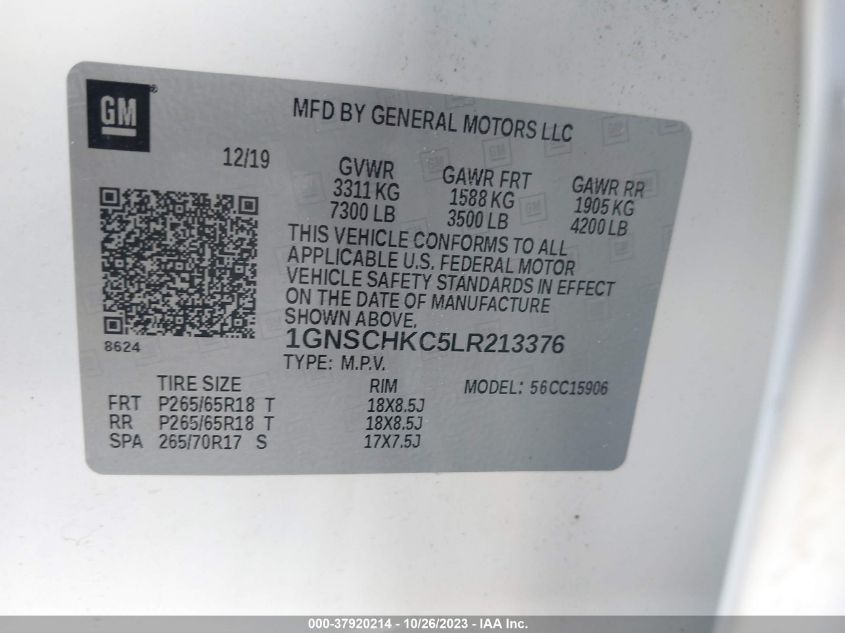 GM
MFD BY GENERAL MOTORS LLC
12/19
GVWR
3311 KG
7300 LB
GAWR FRT
1588 KG
3500 LB
GAWR RR
1905 KG
4200 LB
THIS VEHICLE CONFORMS TO ALL
APPLICABLE U.S. FEDERAL MOTOR
VEHICLE SAFETY STANDARDS IN EFFECT
ON THE DATE OF MANUFACTURE
SHOWN ABOVE.
8624
1GNSCHKC5LR213376
TYPE: M.P.V.
TIRE SIZE RIM MODEL: 56CC15906
FRT P265/65R18 T 18X8.5J
RR P265/65R18 T 18X8.5J
SPA 265/70R17 S 17X7.5J
000-37920214 - 10/26/2023 - IAA Inc.